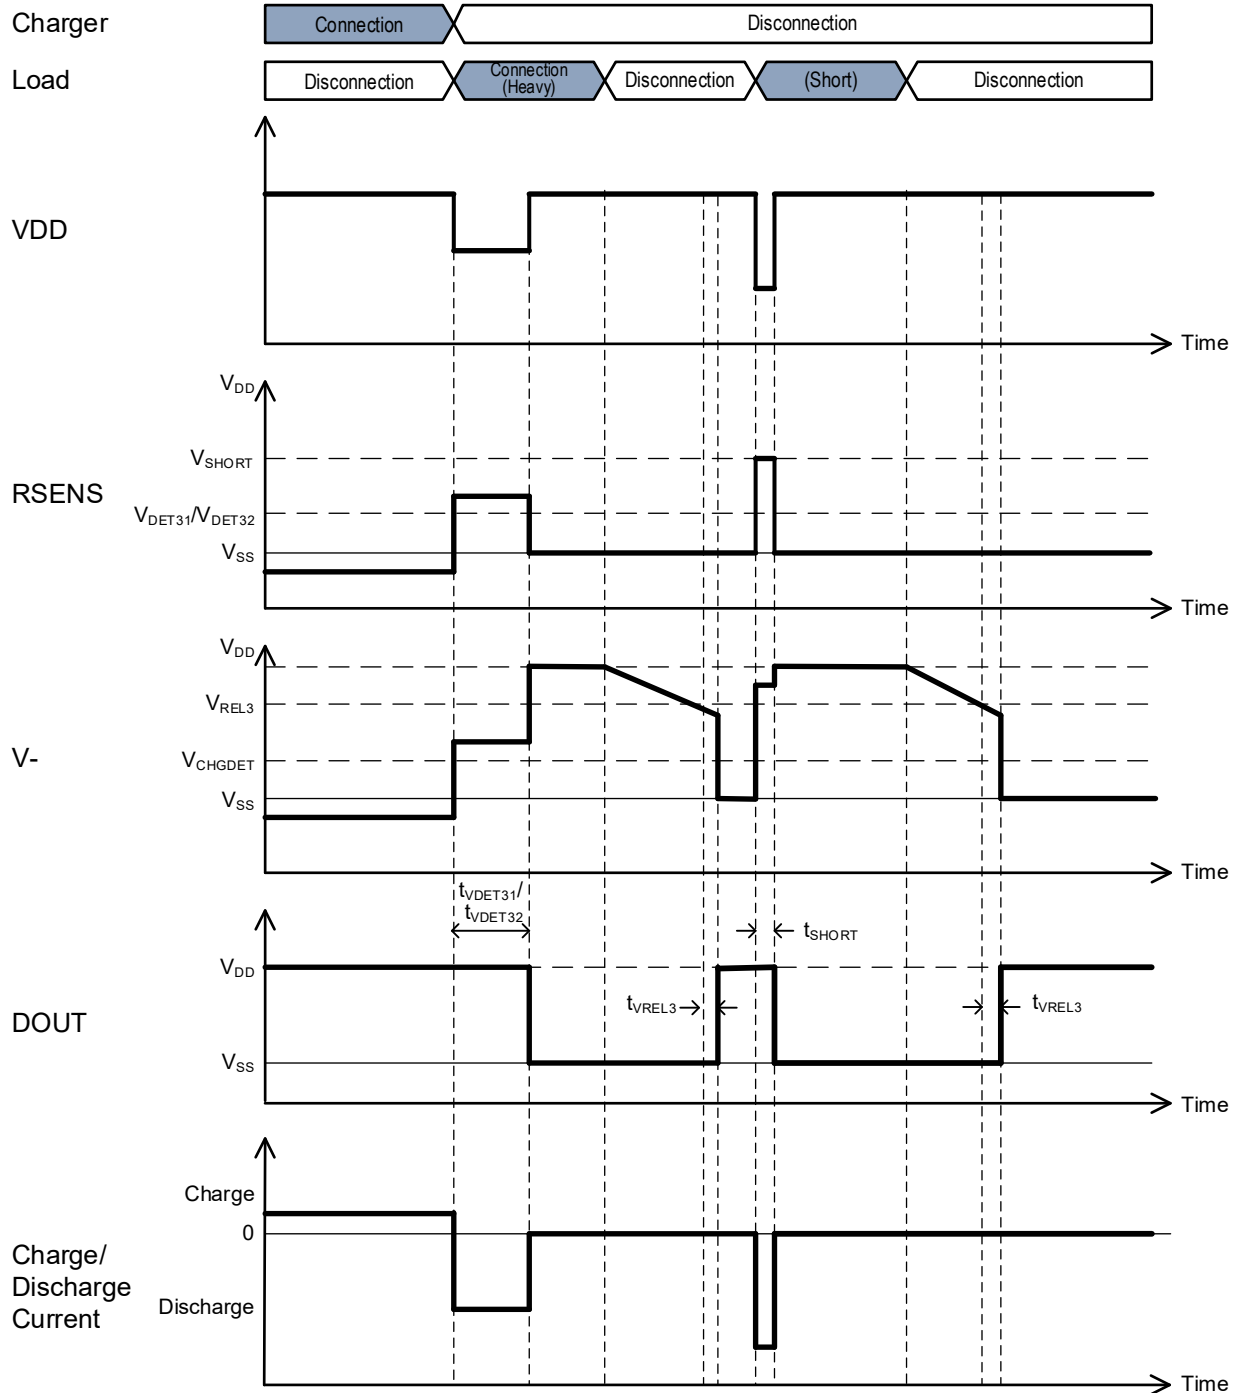 Charger
Connection
Disconnection
Load
Disconnection
Connection
(Heavy)
Disconnection
(Short)
Disconnection
VDD
Time
VDD
VSHORT
RSENS
VDET31/VDET32
VSS
Time
VDD
VREL3
V-
VCHGDET
VSS
Time
tVDET31/
tVDET32
tSHORT
VDD
tVREL3
tVREL3
DOUT
VSS
Time
Charge
0
Charge/
Discharge
Current
Discharge
Time